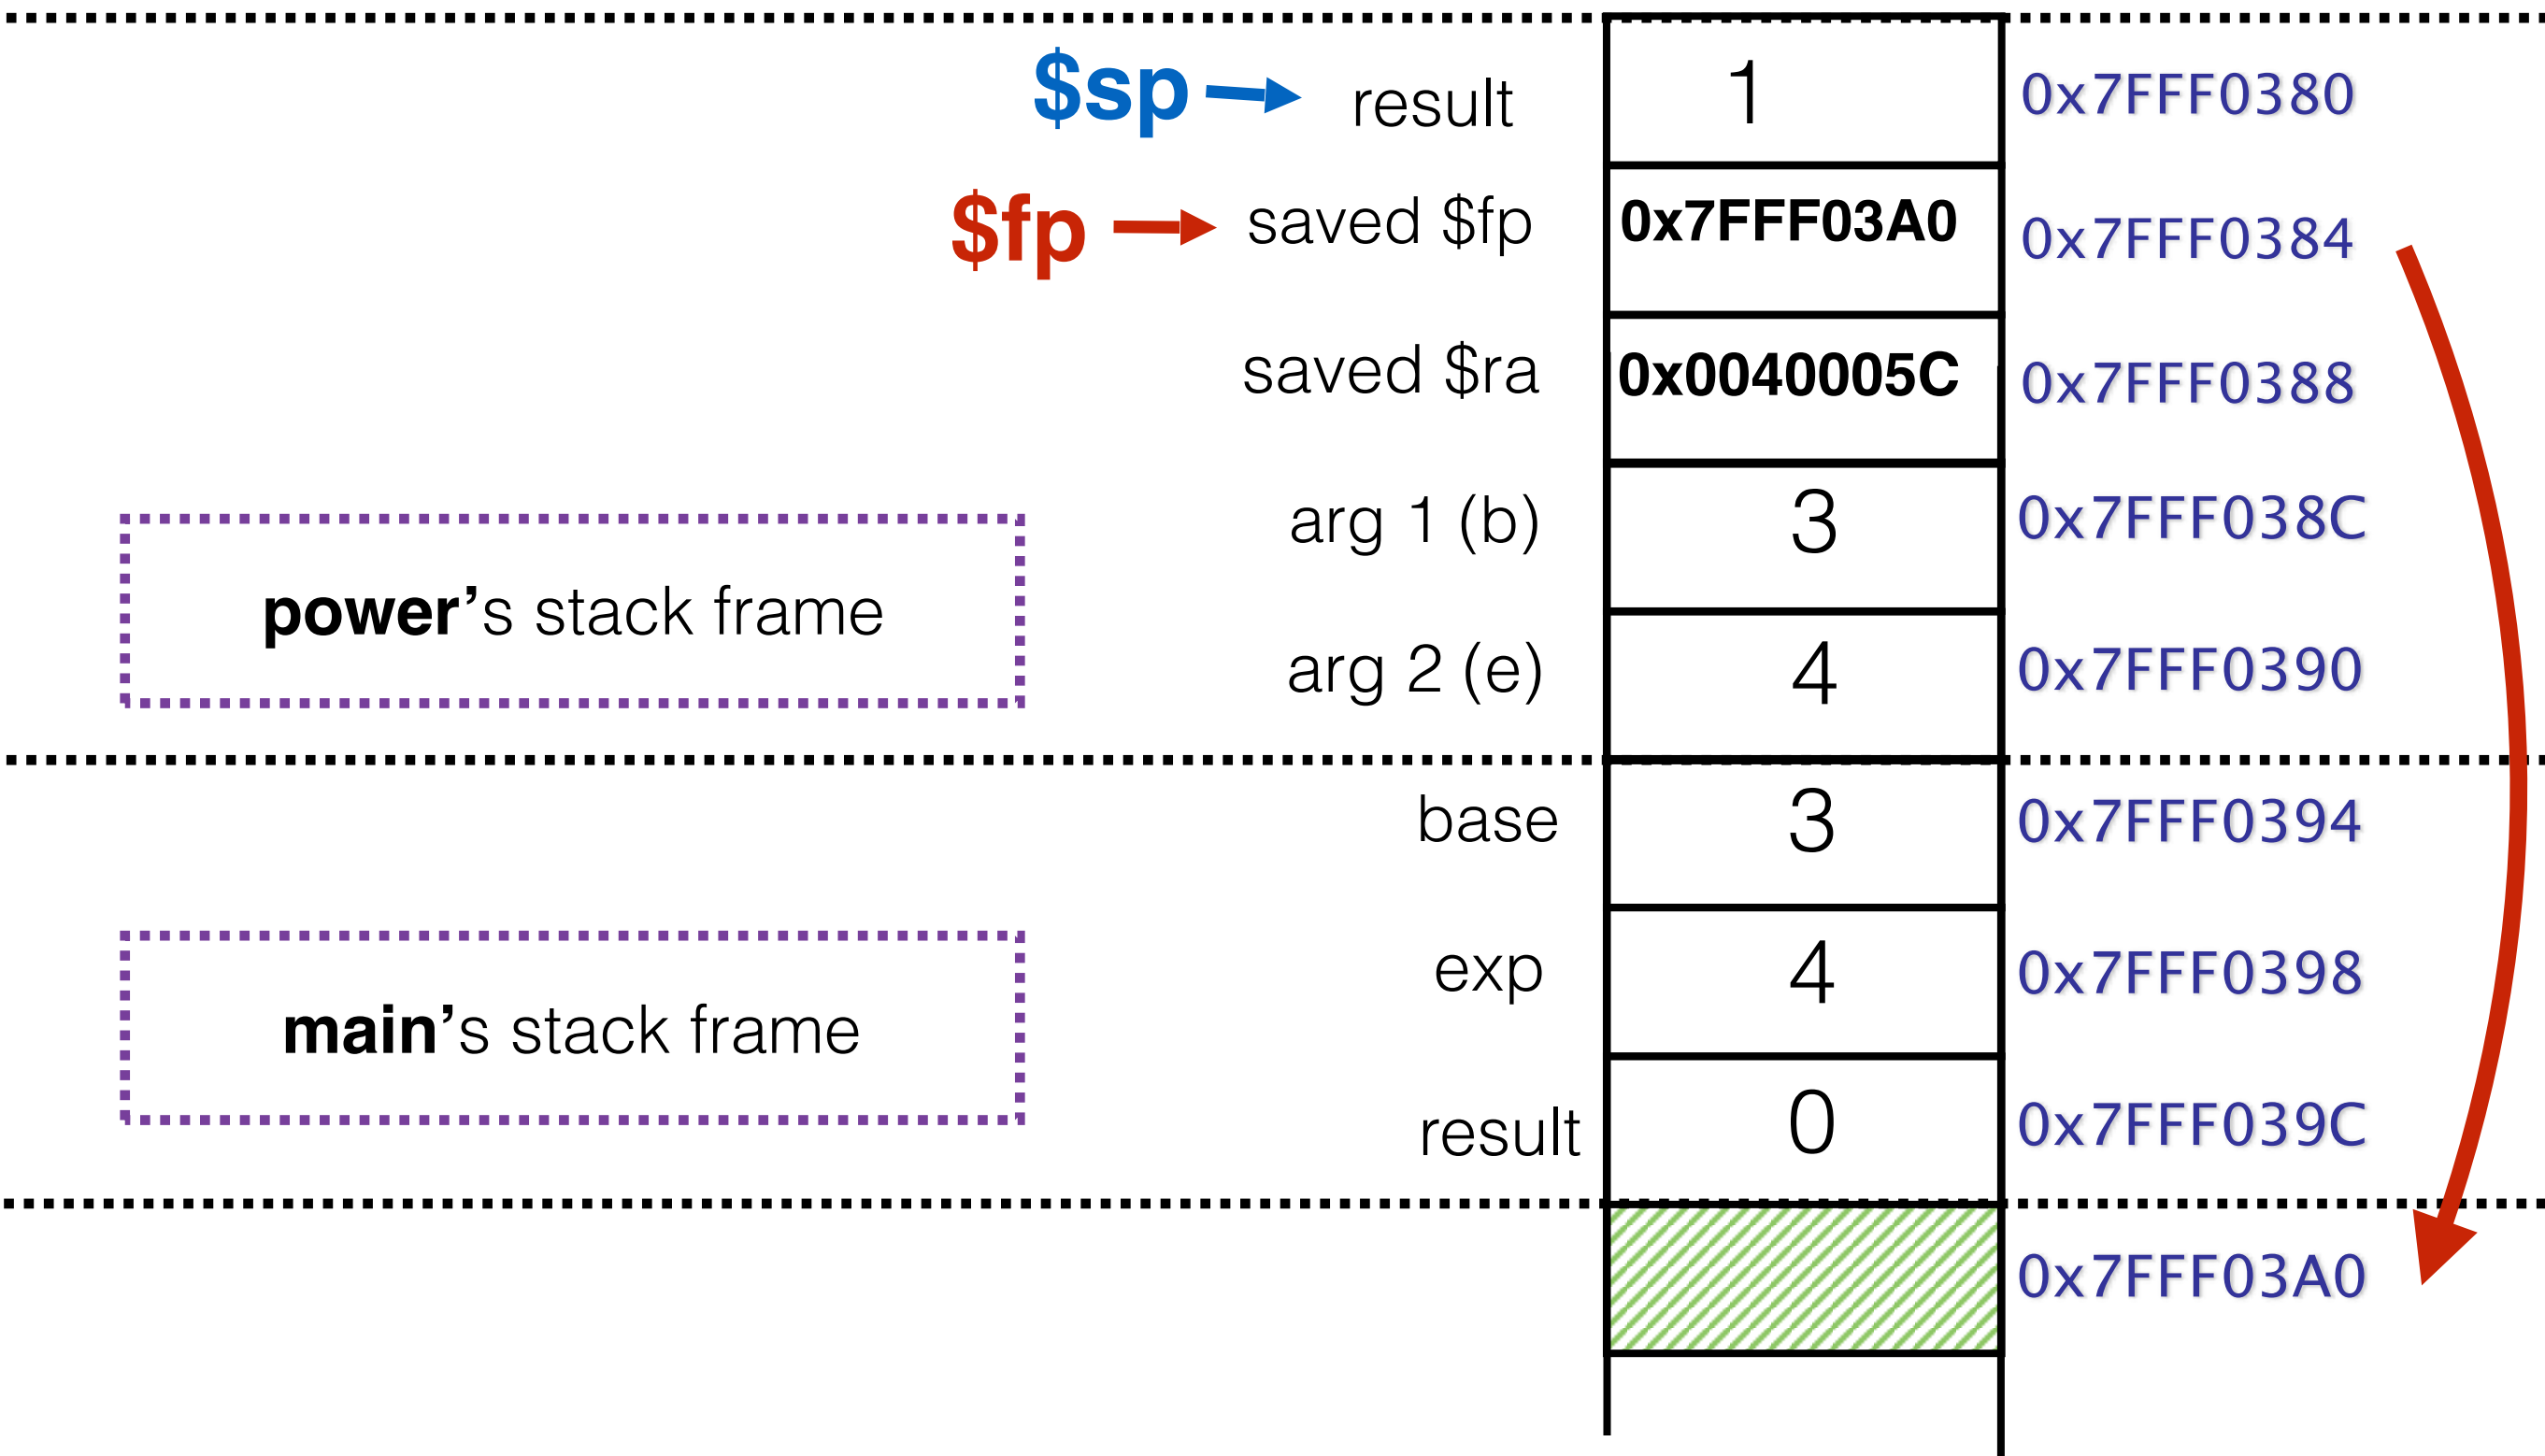 $sp result 1 0x7FFF0380
$fp saved $fp 0x7FFF03A0 0x7FFF0384
saved $ra 0x0040005C 0x7FFF0388
arg 1 (b) 3 0x7FFF038C
power's stack frame
arg 2 (e) 4 0x7FFF0390
base 3 0x7FFF0394
exp 4 0x7FFF0398
main's stack frame
result 0 0x7FFF039C
0x7FFF03A0